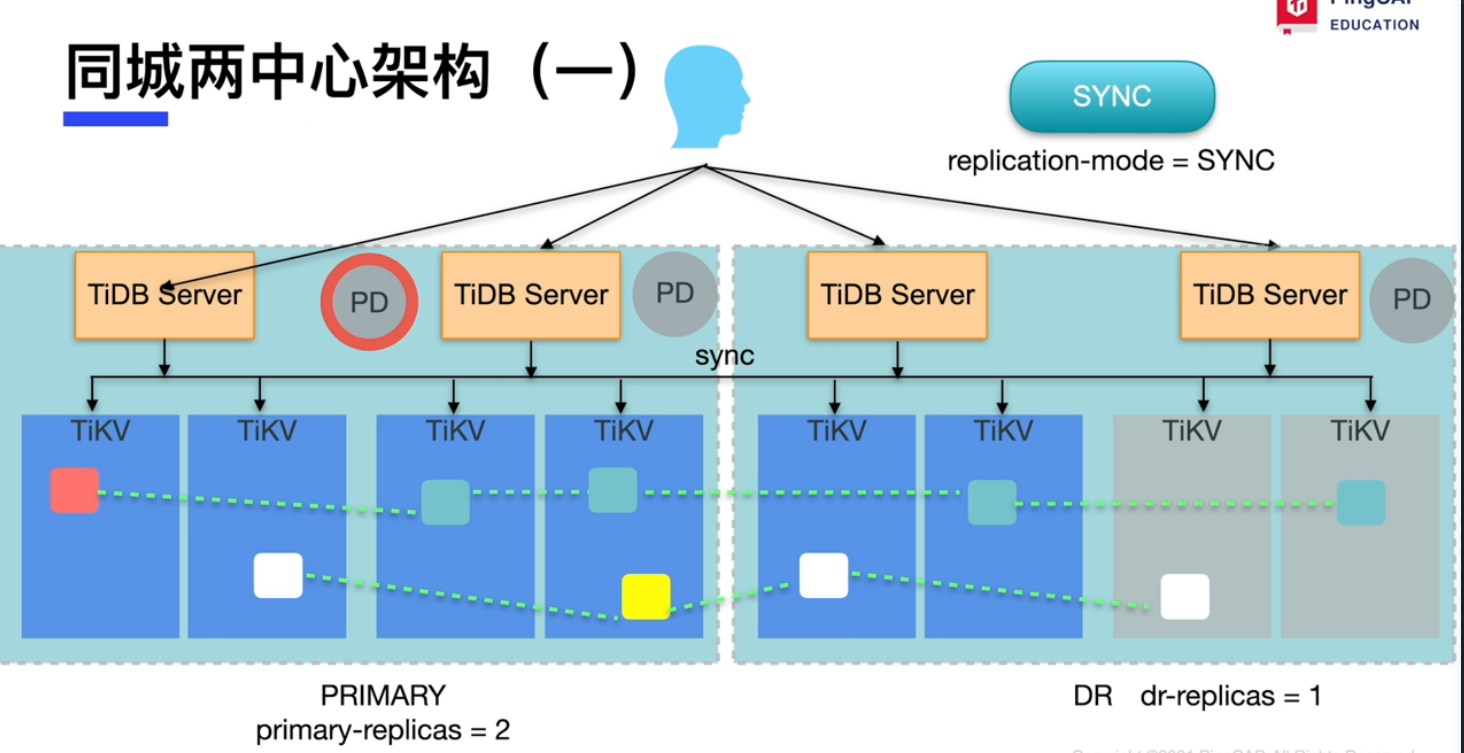 EDUCATION
同城两中心架构（一）
SYNC
replication-mode = SYNC
TiDB Server
PD
TiDB Server
PD
TiDB Server
TiDB Server
PD
sync
TiKV
TiKV
TiKV
TiKV
TiKV
TiKV
TiKV
TiKV
PRIMARY
primary-replicas = 2
DR dr-replicas = 1